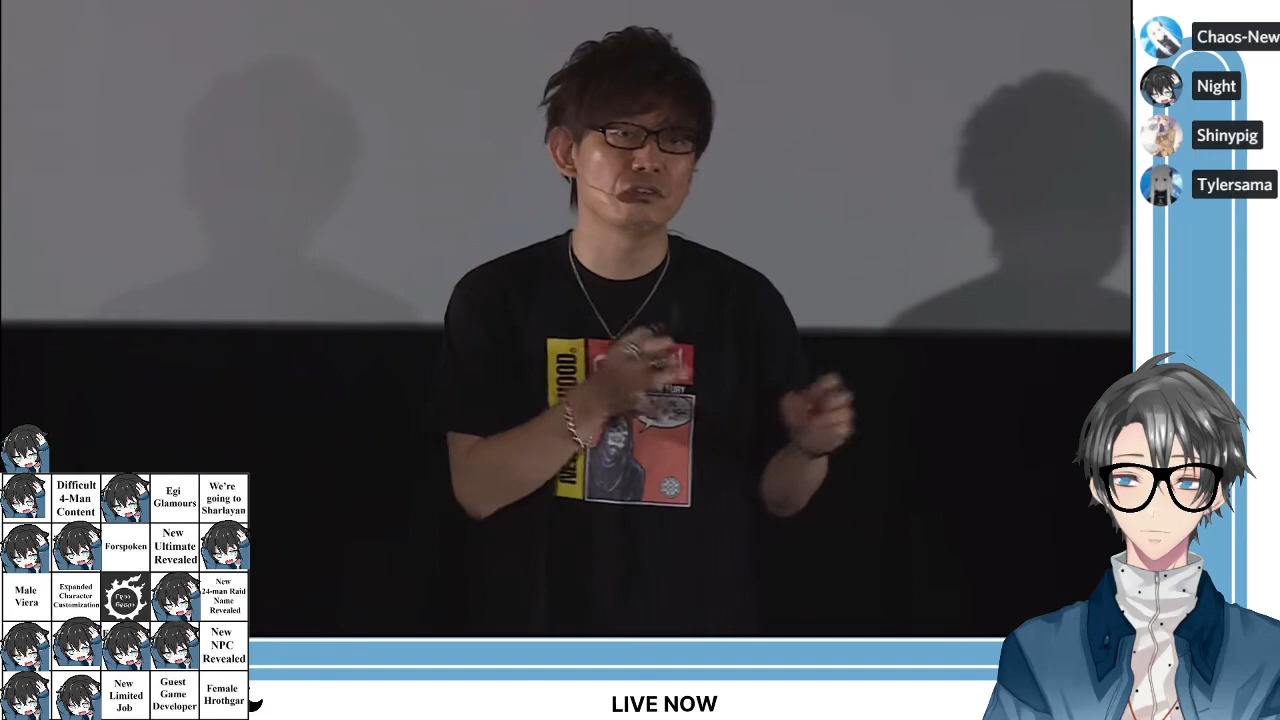 Chaos-New
Night
Shinypig
Tylersama
Difficult
4-Man
Content
Egi
Glamours
We're
going to
Sharlayan
Forspoken
New
Ultimate
Revealed
Male
Viera
Expanded
Character
Customization
New
24-man Raid
Name
Revealed
New
NPC
Revealed
New
Limited
Job
Guest
Game
Developer
Female
Hrothgar
LIVE NOW